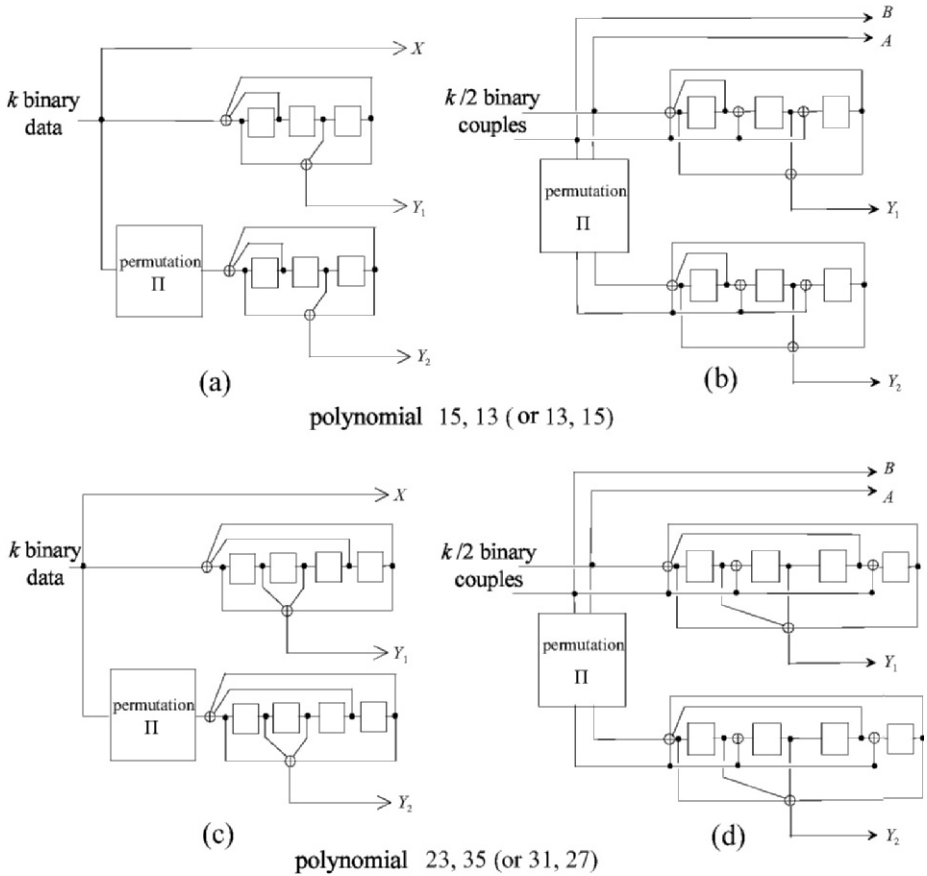 X
k binary
data
Y1
permutation
Π
Y2
(a)
B
A
k/2 binary
couples
permutation
Π
Y1
Y2
(b)
polynomial 15, 13 (or 13, 15)
X
k binary
data
Y1
permutation
Π
Y2
(c)
B
A
k/2 binary
couples
permutation
Π
Y1
Y2
(d)
polynomial 23, 35 (or 31, 27)